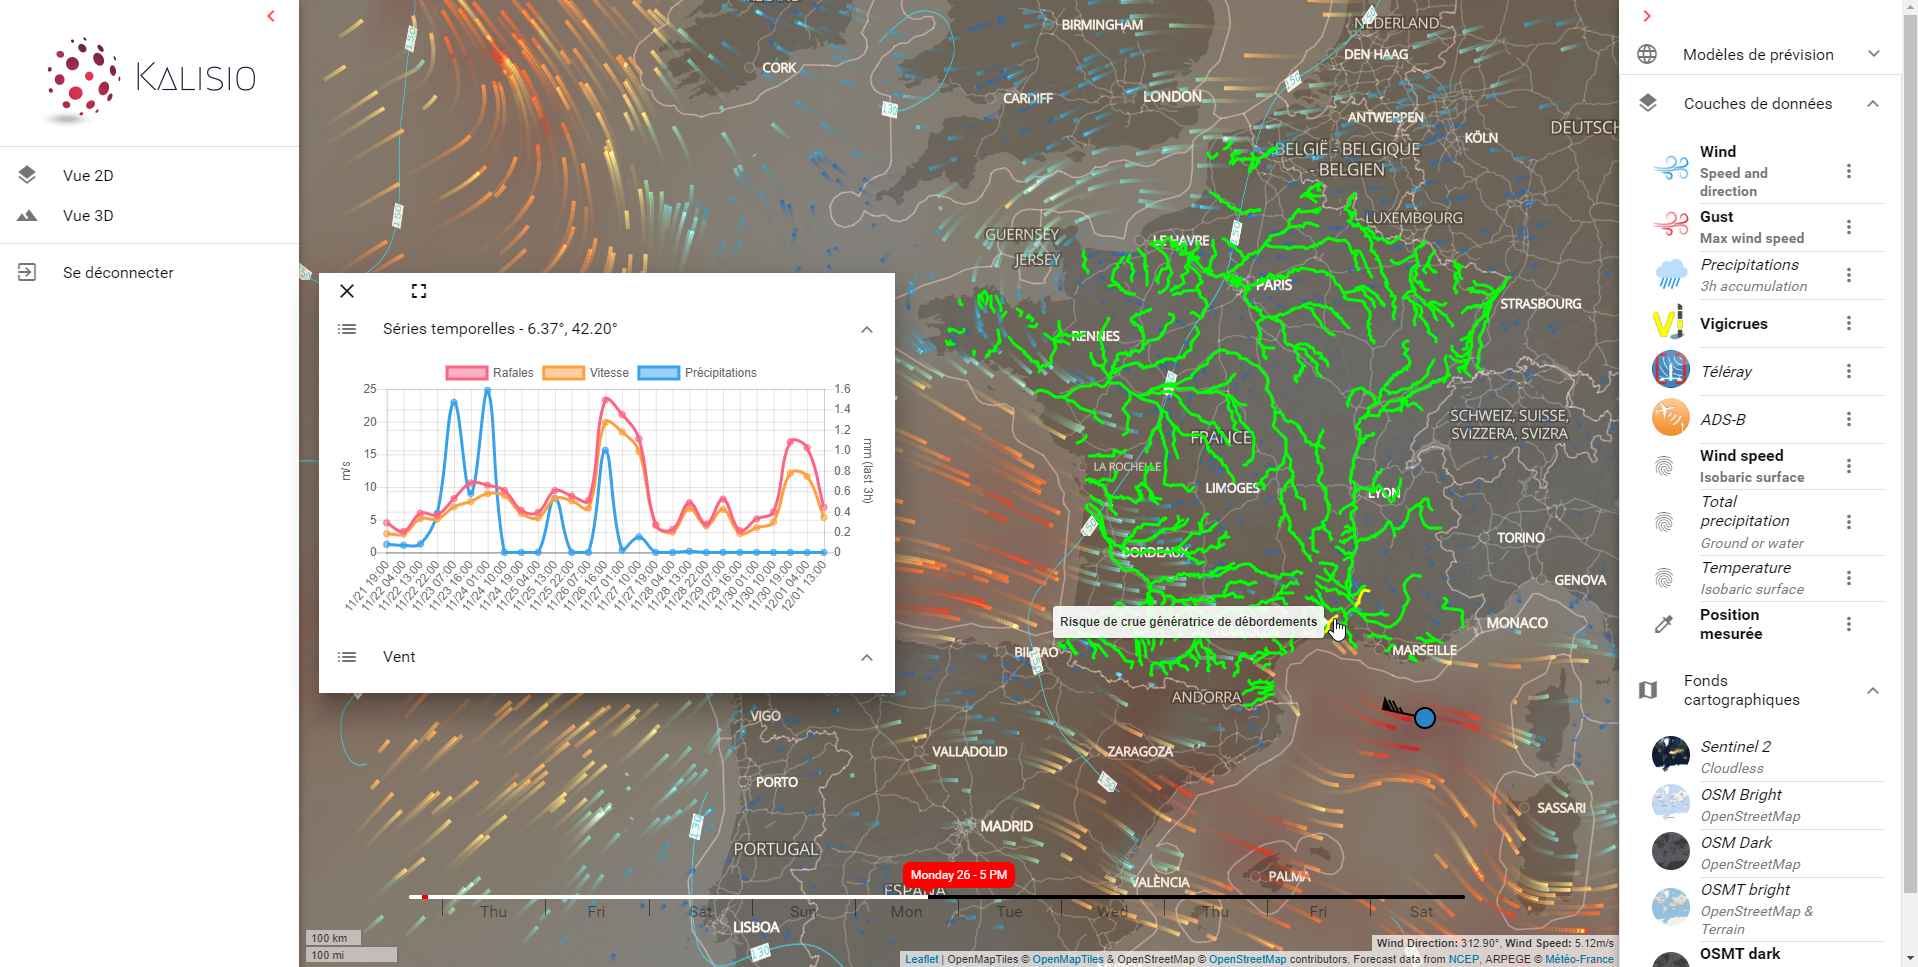 KALISIO
Vue 2D
Vue 3D
Se déconnecter
Séries temporelles - 6.37°, 42.20°
Rafales
Vitesse
Précipitations
25
20
15
10
5
0
m/s
1.6
1.4
1.2
1.0
0.8
0.6
0.4
0.2
0
mm (last 3h)
11/21 19:00
11/22 04:00
11/22 13:00
11/22 22:00
11/23 07:00
11/23 16:00
11/24 01:00
11/24 10:00
11/24 19:00
11/25 04:00
11/25 13:00
11/25 22:00
11/26 07:00
11/26 16:00
11/27 01:00
11/27 10:00
11/27 19:00
11/28 04:00
11/28 13:00
11/28 22:00
11/29 07:00
11/29 16:00
11/30 01:00
11/30 10:00
11/30 19:00
12/01 04:00
12/01 13:00
Vent
BIRMINGHAM
NEDERLAND
CORK
DEN HAAG
CARDIFF
LONDON
ANTWERPEN
KÖLN
DEUTSCH
BELGIË - BELGIQUE
- BELGIEN
LUXEMBOURG
GUERNSEY
JERSEY
LE HAVRE
PARIS
STRASBOURG
RENNES
FRANCE
SCHWEIZ, SUISSE,
SVIZZERA, SVIZRA
LA ROCHELLE
LIMOGES
LYON
BORDEAUX
TORINO
GENOVA
Risque de crue génératrice de débordements
MONACO
BILBAO
MARSEILLE
ANDORRA
VIGO
VALLADOLID
ZARAGOZA
PORTO
SASSARI
MADRID
PORTUGAL
Monday 26 - 5 PM
ESPAÑA
VALÈNCIA
PALMA
LISBOA
Thu
Fri
Sat
Sun
Mon
Tue
Wed
Thu
Fri
Sat
100 km
100 mi
Wind Direction: 312.90°, Wind Speed: 5.12m/s
Leaflet | OpenMapTiles © OpenMapTiles & OpenStreetMap © OpenStreetMap contributors, Forecast data from NCEP, ARPEGE © Météo-France
Modèles de prévision
Couches de données
Wind
Speed and
direction
Gust
Max wind speed
Precipitations
3h accumulation
Vigicrues
Téléray
ADS-B
Wind speed
Isobaric surface
Total
precipitation
Ground or water
Temperature
Isobaric surface
Position
mesurée
Fonds
cartographiques
Sentinel 2
Cloudless
OSM Bright
OpenStreetMap
OSM Dark
OpenStreetMap
OSMT bright
OpenStreetMap &
Terrain
OSMT dark